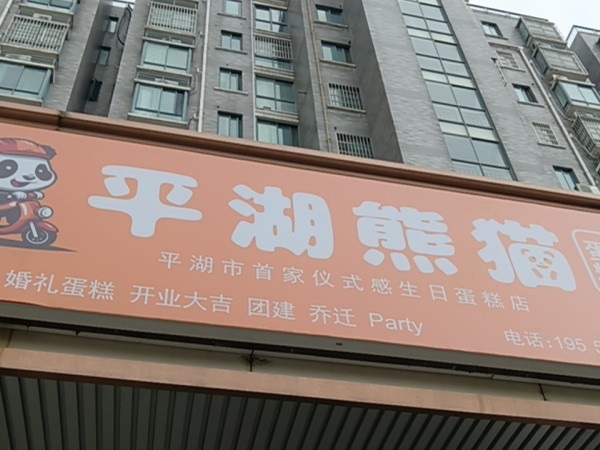 平湖熊猫
平湖市首家仪式感生日蛋糕店
婚礼蛋糕 开业大吉 团建 乔迁 Party
电话:195 5